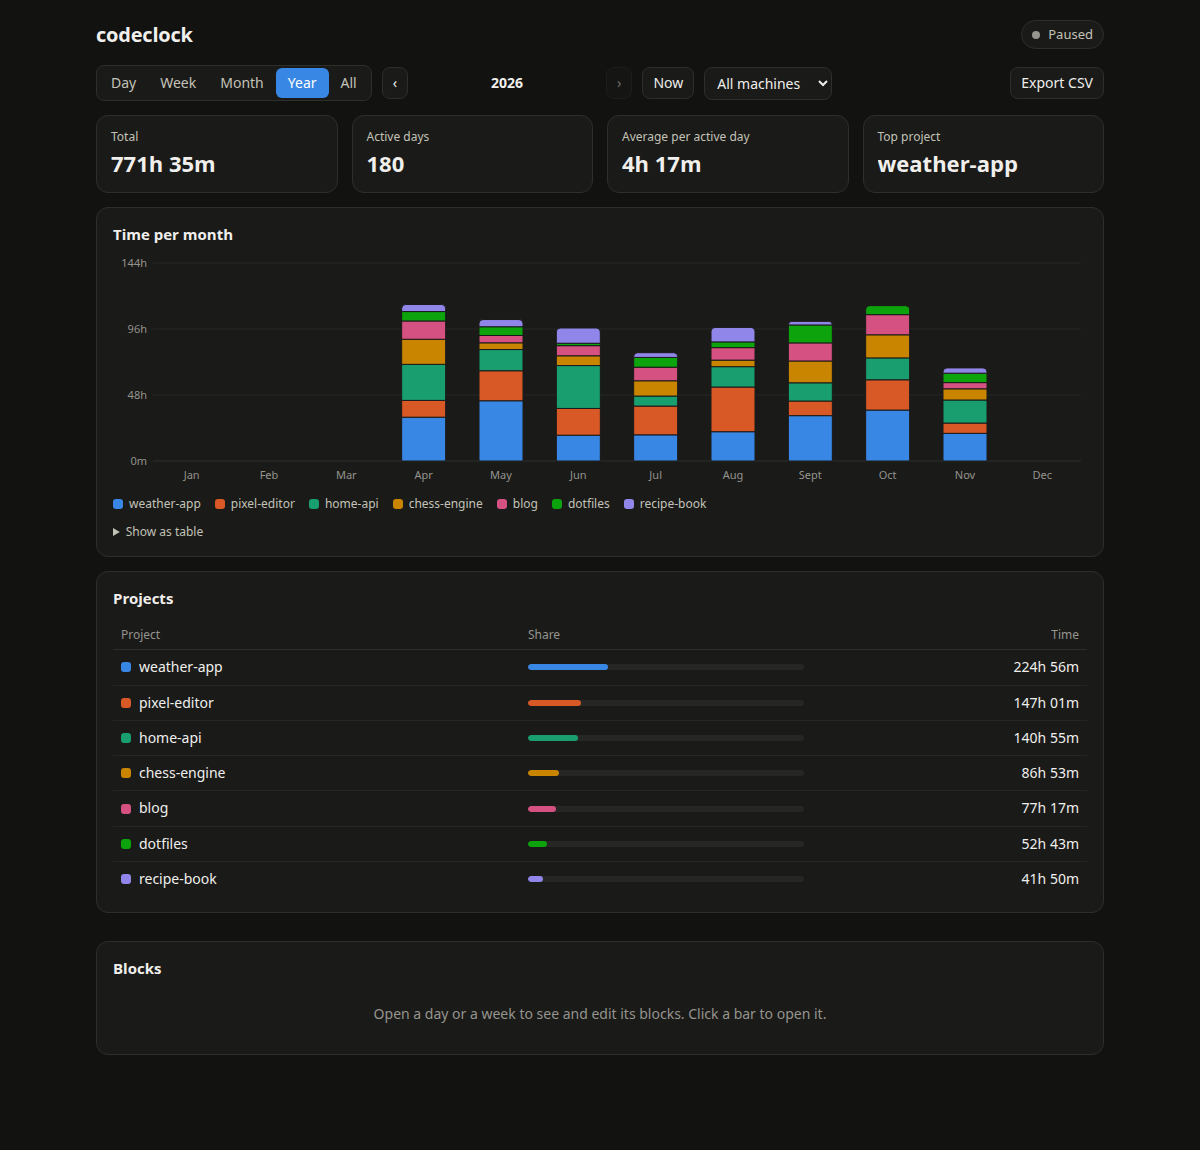 codeclock
Paused
Day Week Month Year All ‹ 2026 › Now All machines Export CSV
Total
771h 35m
Active days
180
Average per active day
4h 17m
Top project
weather-app
Time per month
144h
96h
48h
0m
Jan Feb Mar Apr May Jun Jul Aug Sept Oct Nov Dec
weather-app pixel-editor home-api chess-engine blog dotfiles recipe-book
Show as table
Projects
Project Share Time
weather-app 224h 56m
pixel-editor 147h 01m
home-api 140h 55m
chess-engine 86h 53m
blog 77h 17m
dotfiles 52h 43m
recipe-book 41h 50m
Blocks
Open a day or a week to see and edit its blocks. Click a bar to open it.